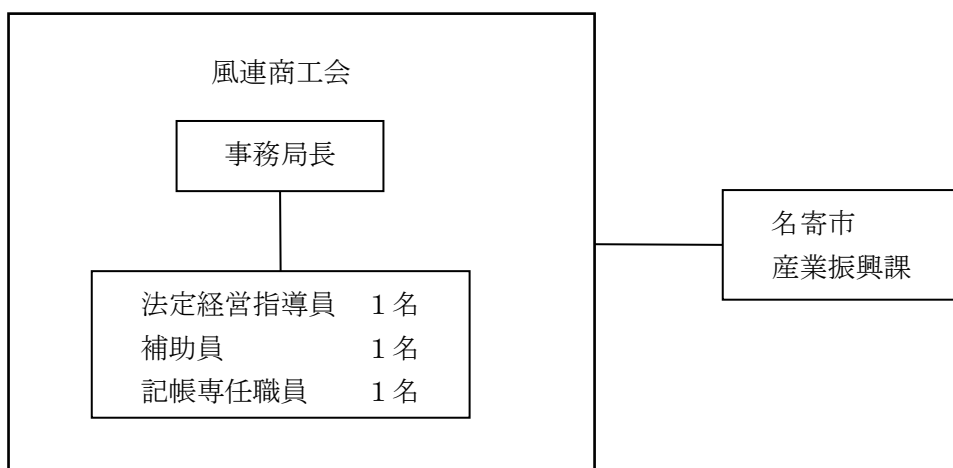 風連商工会
事務局長
法定経営指導員　１名
補助員　１名
記帳専任職員　１名
名寄市
産業振興課